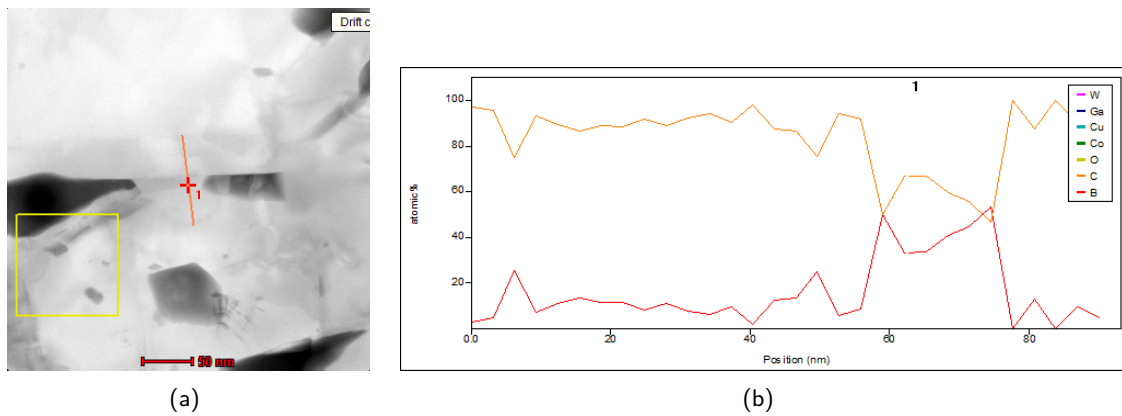 Drift c
1
50 nm
(a)
1
100
80
60
40
20
atomic%
0.0
20
40
60
80
Position (nm)
W
Ga
Cu
Co
O
C
B
(b)